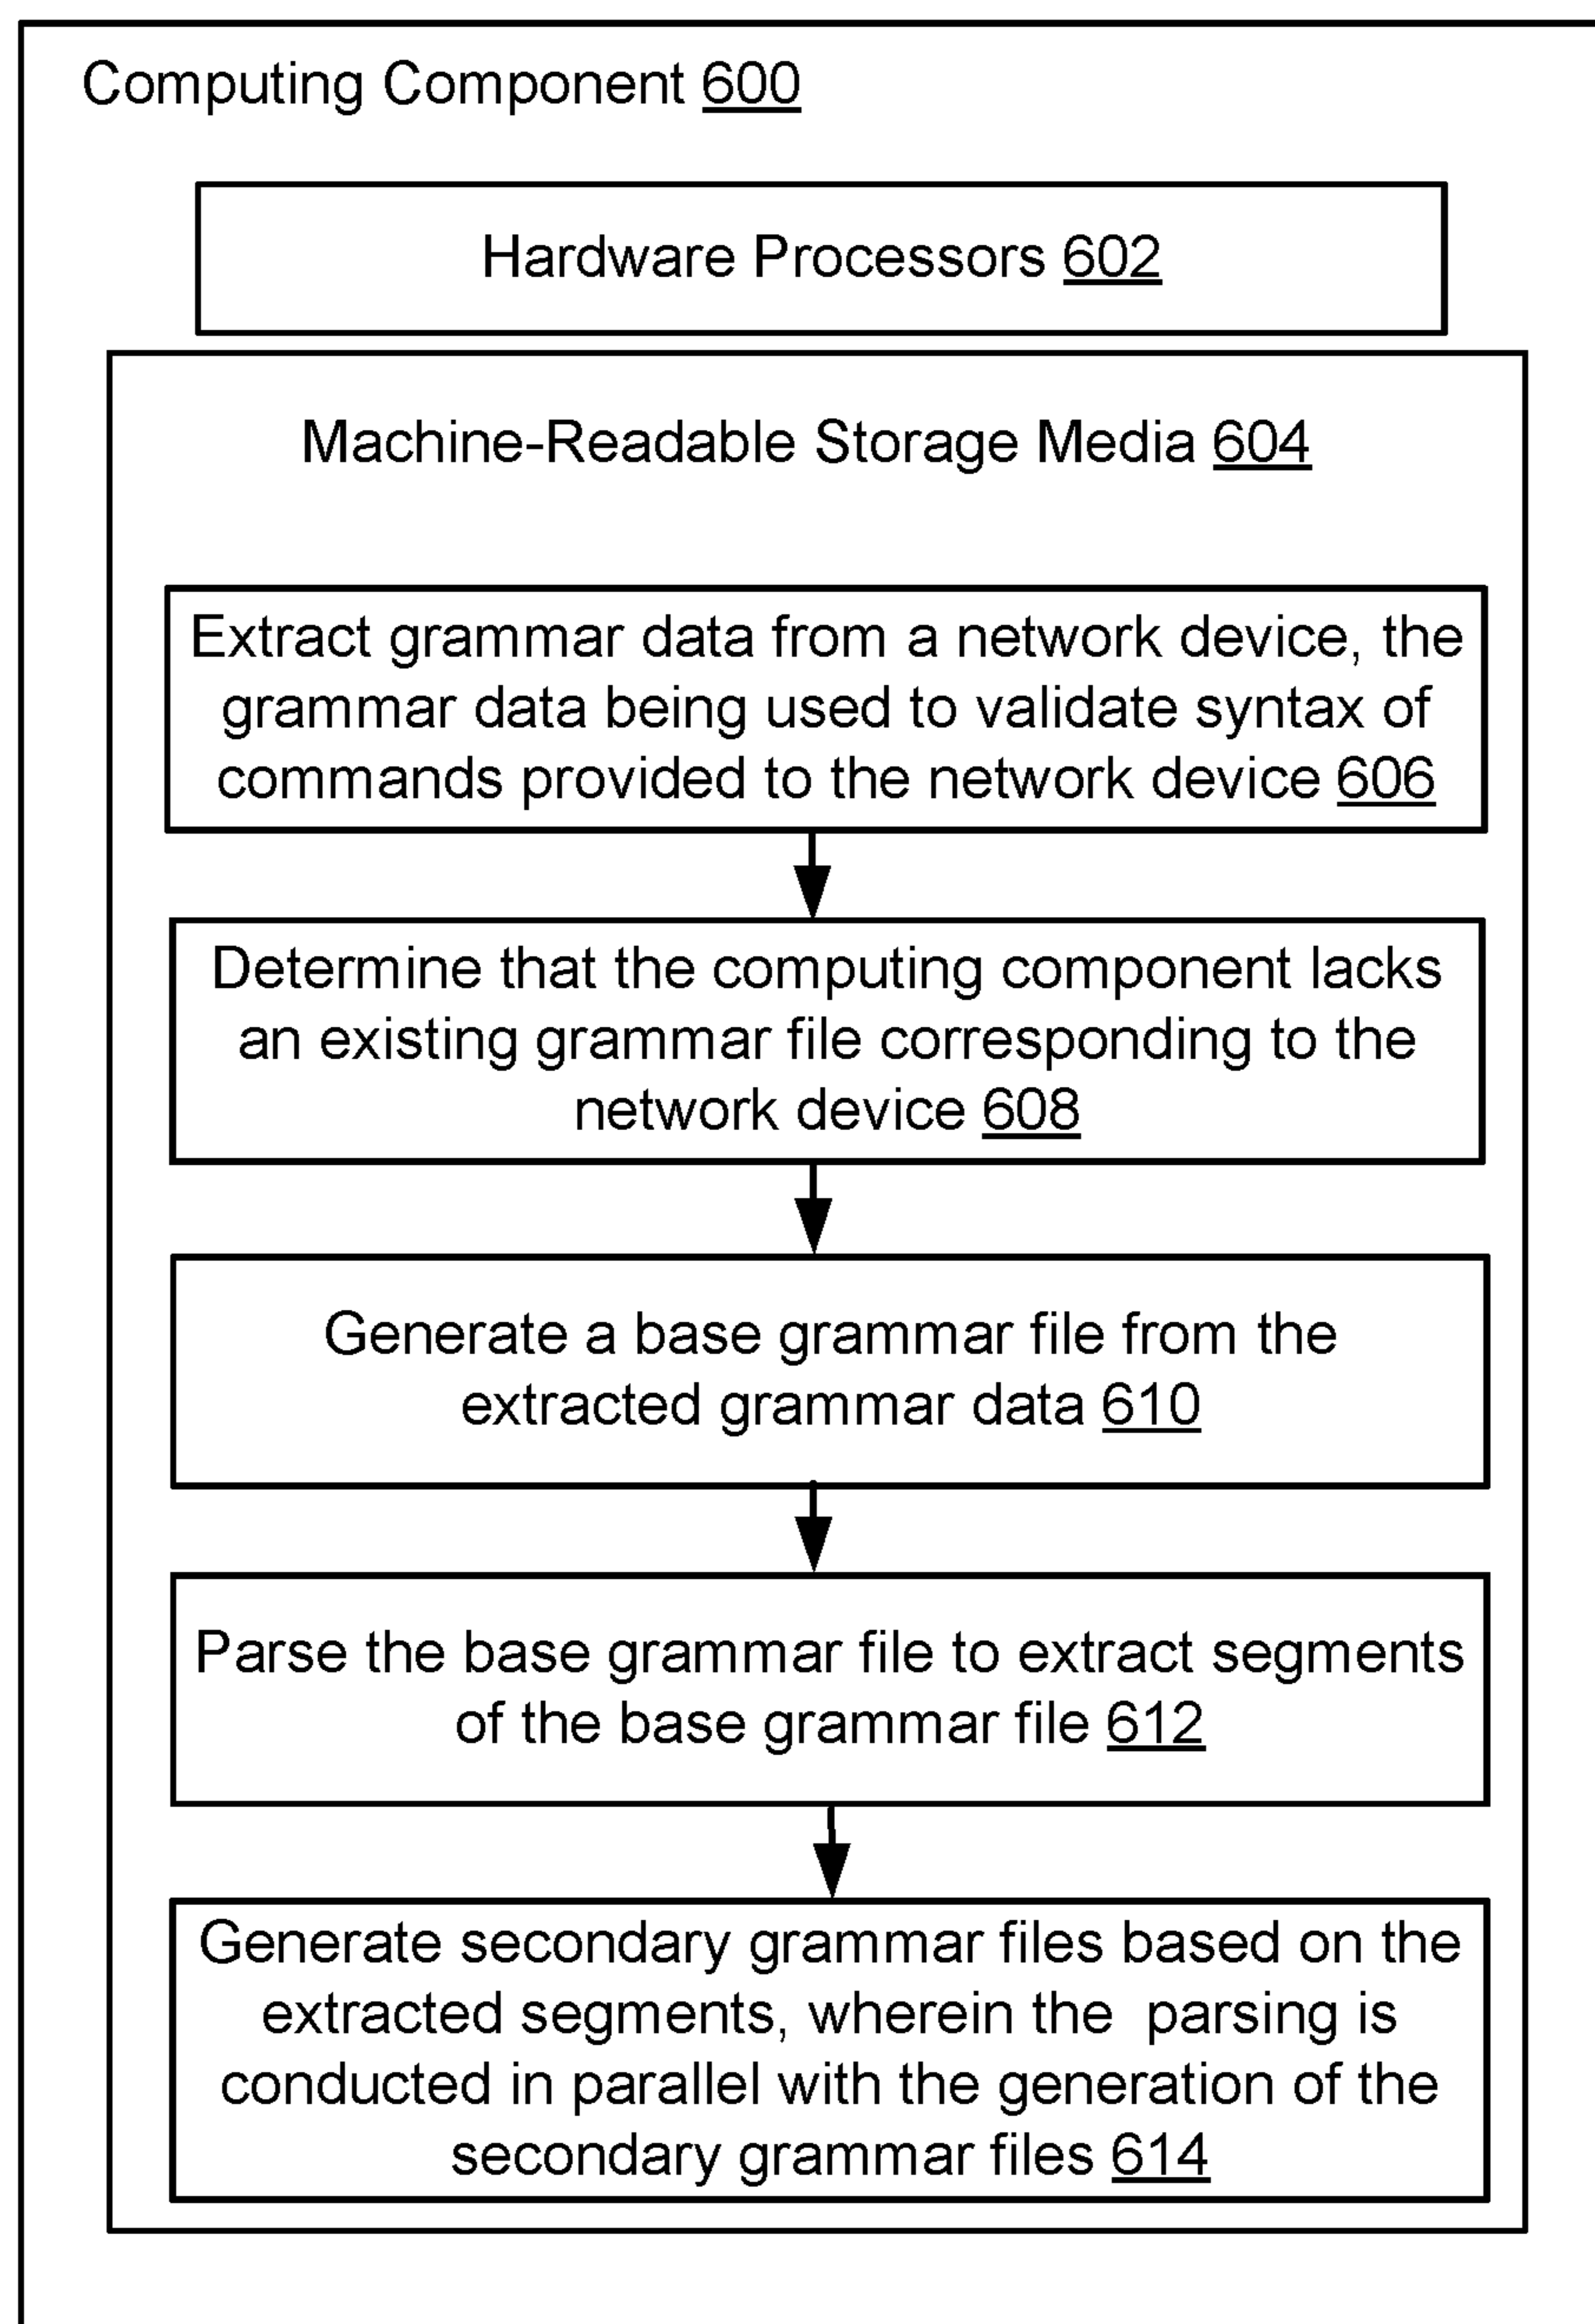 Computing Component 600
Hardware Processors 602
Machine-Readable Storage Media 604
Extract grammar data from a network device, the
grammar data being used to validate syntax of
commands provided to the network device 606
Determine that the computing component lacks
an existing grammar file corresponding to the
network device 608
Generate a base grammar file from the
extracted grammar data 610
Parse the base grammar file to extract segments
of the base grammar file 612
Generate secondary grammar files based on the
extracted segments, wherein the parsing is
conducted in parallel with the generation of the
secondary grammar files 614